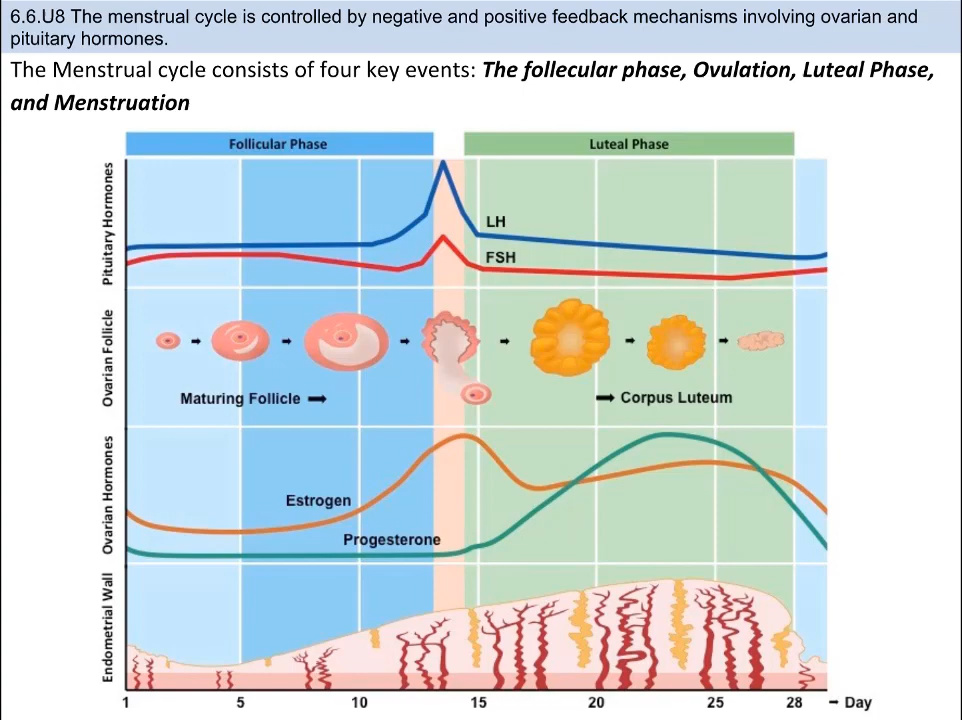 6.6.U8 The menstrual cycle is controlled by negative and positive feedback mechanisms involving ovarian and
pituitary hormones.
The Menstrual cycle consists of four key events: The follecular phase, Ovulation, Luteal Phase,
and Menstruation
Follicular Phase
Luteal Phase
Pituitary Hormones
LH
FSH
Ovarian Follicle
Maturing Follicle
Corpus Luteum
Ovarian Hormones
Estrogen
Progesterone
Endometrial Wall
1 5 10 15 20 25 28 Day